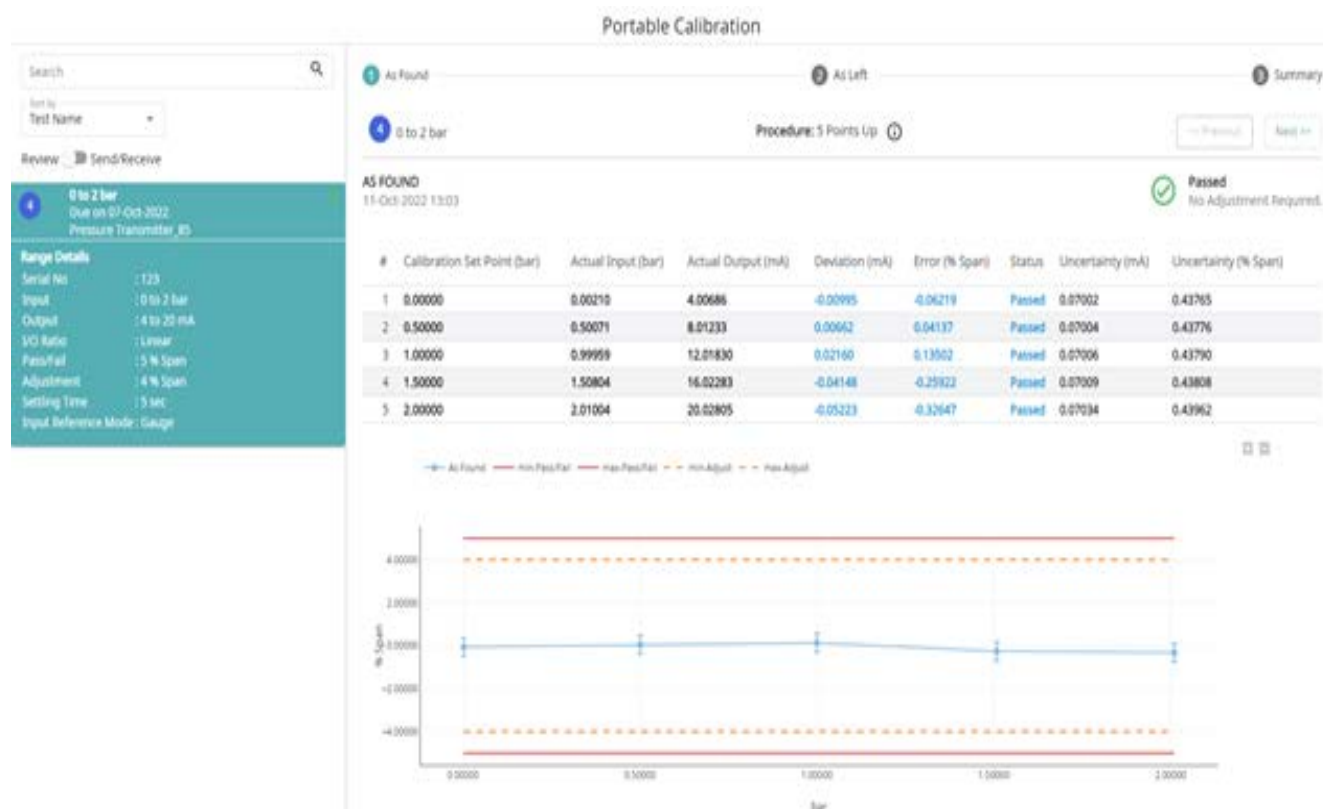 Portable Calibration
Search
Sort by
Test Name
Review Send/Receive
4 0 to 2 bar
Due on 07-Oct-2022
Pressure Transmitter_85
Range Details
Serial No : 123
Input : 0 to 2 bar
Output : 4 to 20 mA
I/O Ratio : Linear
Pass/Fail : 5 % Span
Adjustment : 4 % Span
Settling Time : 5 sec
Input Reference Mode : Gauge
1 As Found 2 As Left 3 Summary
4 0 to 2 bar Procedure: 5 Points Up Previous Next
AS FOUND
11-Oct-2022 13:03
Passed
No Adjustment Required.
# Calibration Set Point (bar) Actual Input (bar) Actual Output (mA) Deviation (mA) Error (% Span) Status Uncertainty (mA) Uncertainty (% Span)
1 0.00000 0.00210 4.00686 -0.00995 -0.06219 Passed 0.07002 0.43765
2 0.50000 0.50071 8.01233 0.00662 0.04137 Passed 0.07004 0.43776
3 1.00000 0.99959 12.01830 0.02160 0.13502 Passed 0.07006 0.43790
4 1.50000 1.50804 16.02283 -0.04148 -0.25922 Passed 0.07009 0.43808
5 2.00000 2.01004 20.02805 -0.05223 -0.32647 Passed 0.07034 0.43962
As Found min Pass/Fail max Pass/Fail min Adjust max Adjust
4.00000
2.00000
0.00000
-2.00000
-4.00000
% Span
0.00000 0.50000 1.00000 1.50000 2.00000
bar